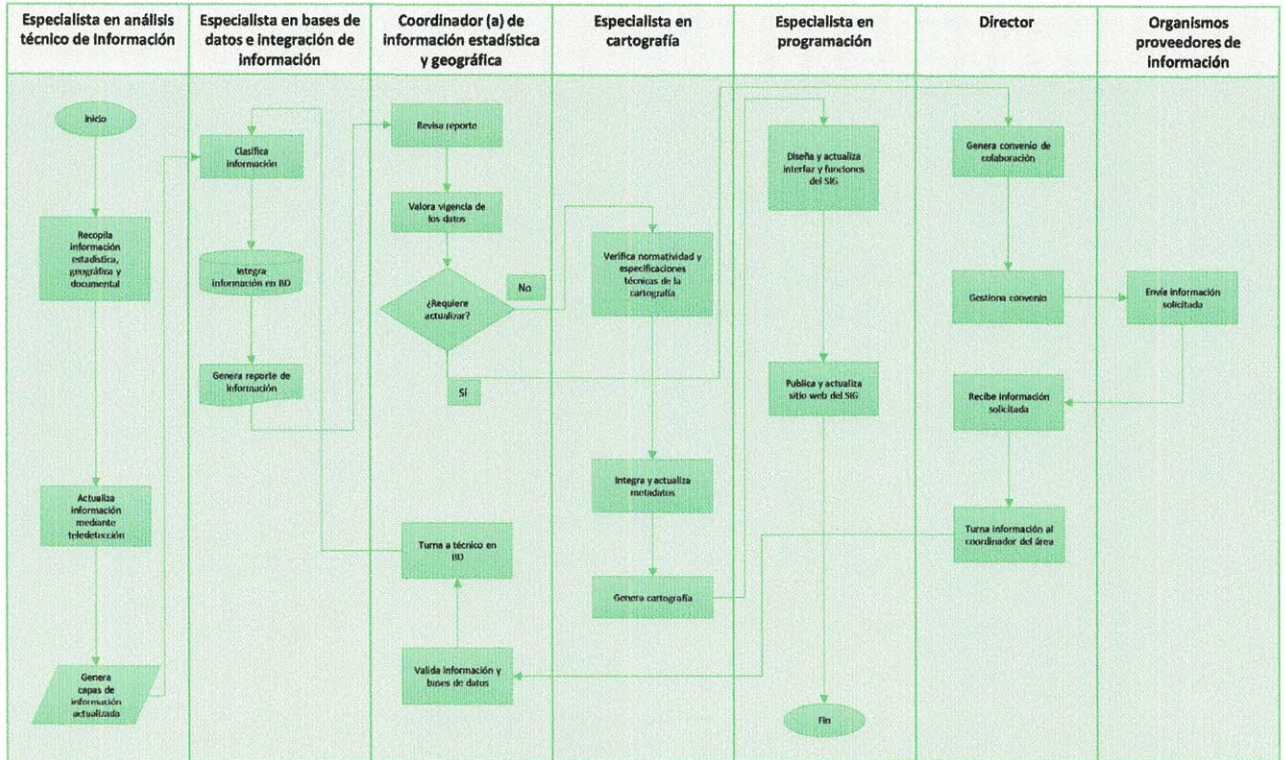 Especialista en análisis
técnico de Información
Especialista en bases de
datos e integración de
información
Coordinador (a) de
información estadística
y geográfica
Especialista en
cartografía
Especialista en
programación
Director
Organismos
proveedores de
información
Inicio
Recopila
información
estadística,
geográfica y
documental
Actualiza
información
mediante
teledetección
Genera
capas de
información
actualizada
Clasifica
información
Integra
información en BD
Genera reporte de
información
Revisa reporte
Valora vigencia de
los datos
¿Requiere
actualizar?
No
Sí
Turna a técnico en
BD
Valida información y
bases de datos
Verifica normatividad y
especificaciones
técnicas de la
cartografía
Integra y actualiza
metadatos
Genera cartografía
Diseña y actualiza
interfaz y funciones
del SIG
Publica y actualiza
sitio web del SIG
Fin
Genera convenio de
colaboración
Gestiona convenio
Recibe información
solicitada
Turna información al
coordinador del área
Envía información
solicitada